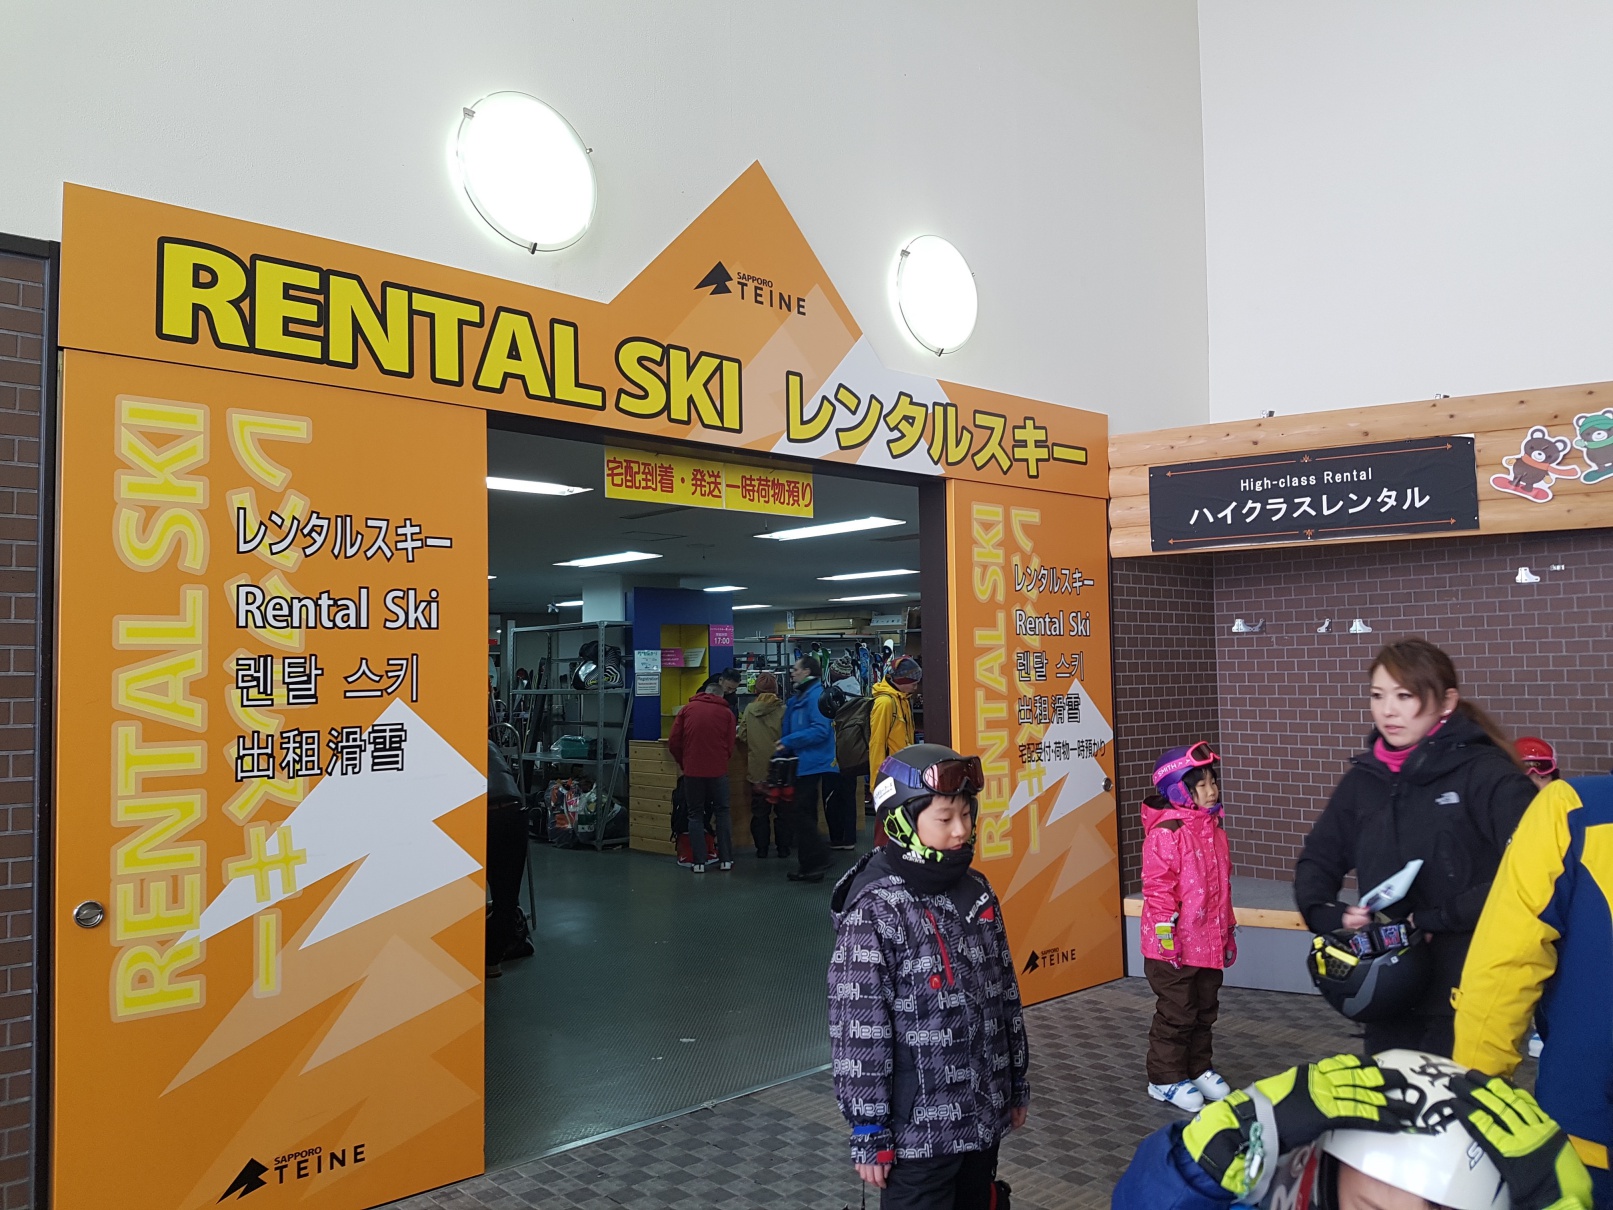 SAPPORO
TEINE
RENTAL SKI レンタルスキー
宅配到着・発送 一時荷物預り
RENTAL SKI
レンタルスキー
レンタルスキー
Rental Ski
렌탈 스키
出租滑雪
SAPPORO
TEINE
17:00
RENTAL SKI
レンタルスキー
レンタルスキー
Rental Ski
렌탈 스키
出租滑雪
宅配受付・荷物一時預かり
SAPPORO
TEINE
High-class Rental
ハイクラスレンタル
SMITH
HEAD
Head